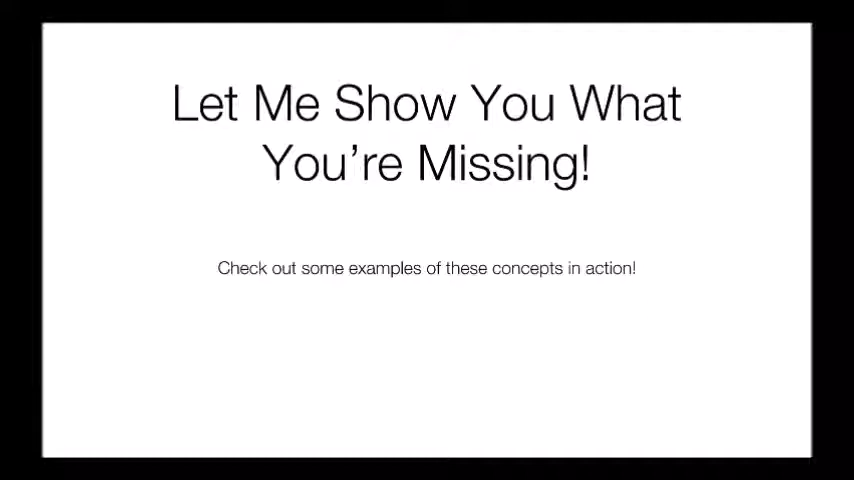 Let Me Show You What
You’re Missing!
Check out some examples of these concepts in action!